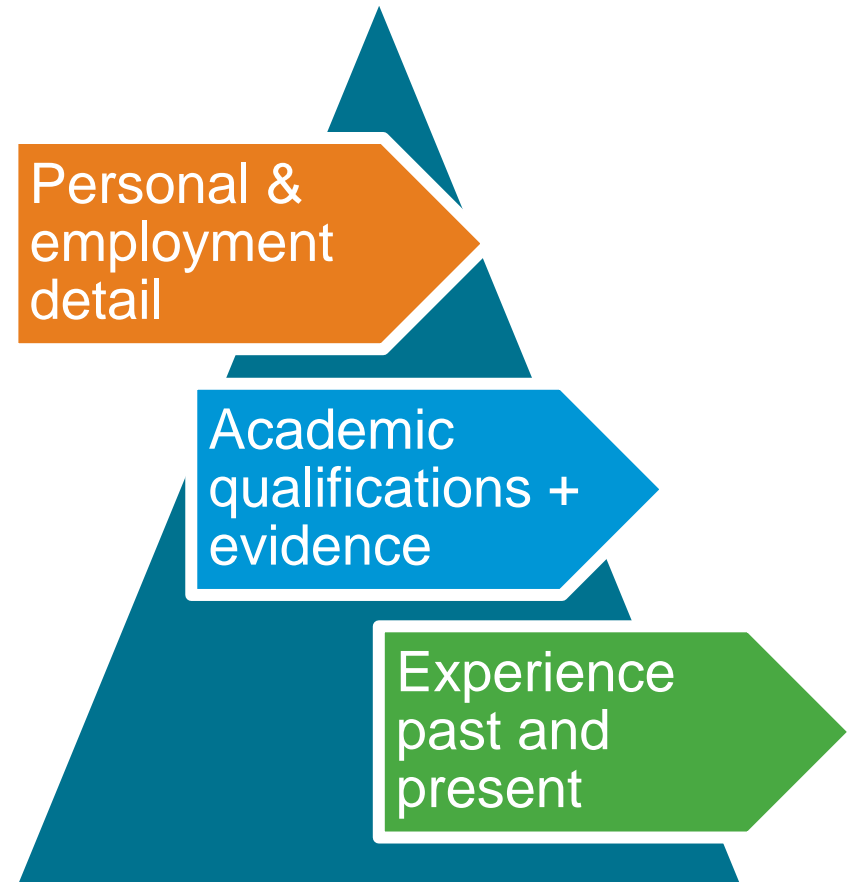 Personal &
employment
detail
Academic
qualifications +
evidence
Experience
past and
present